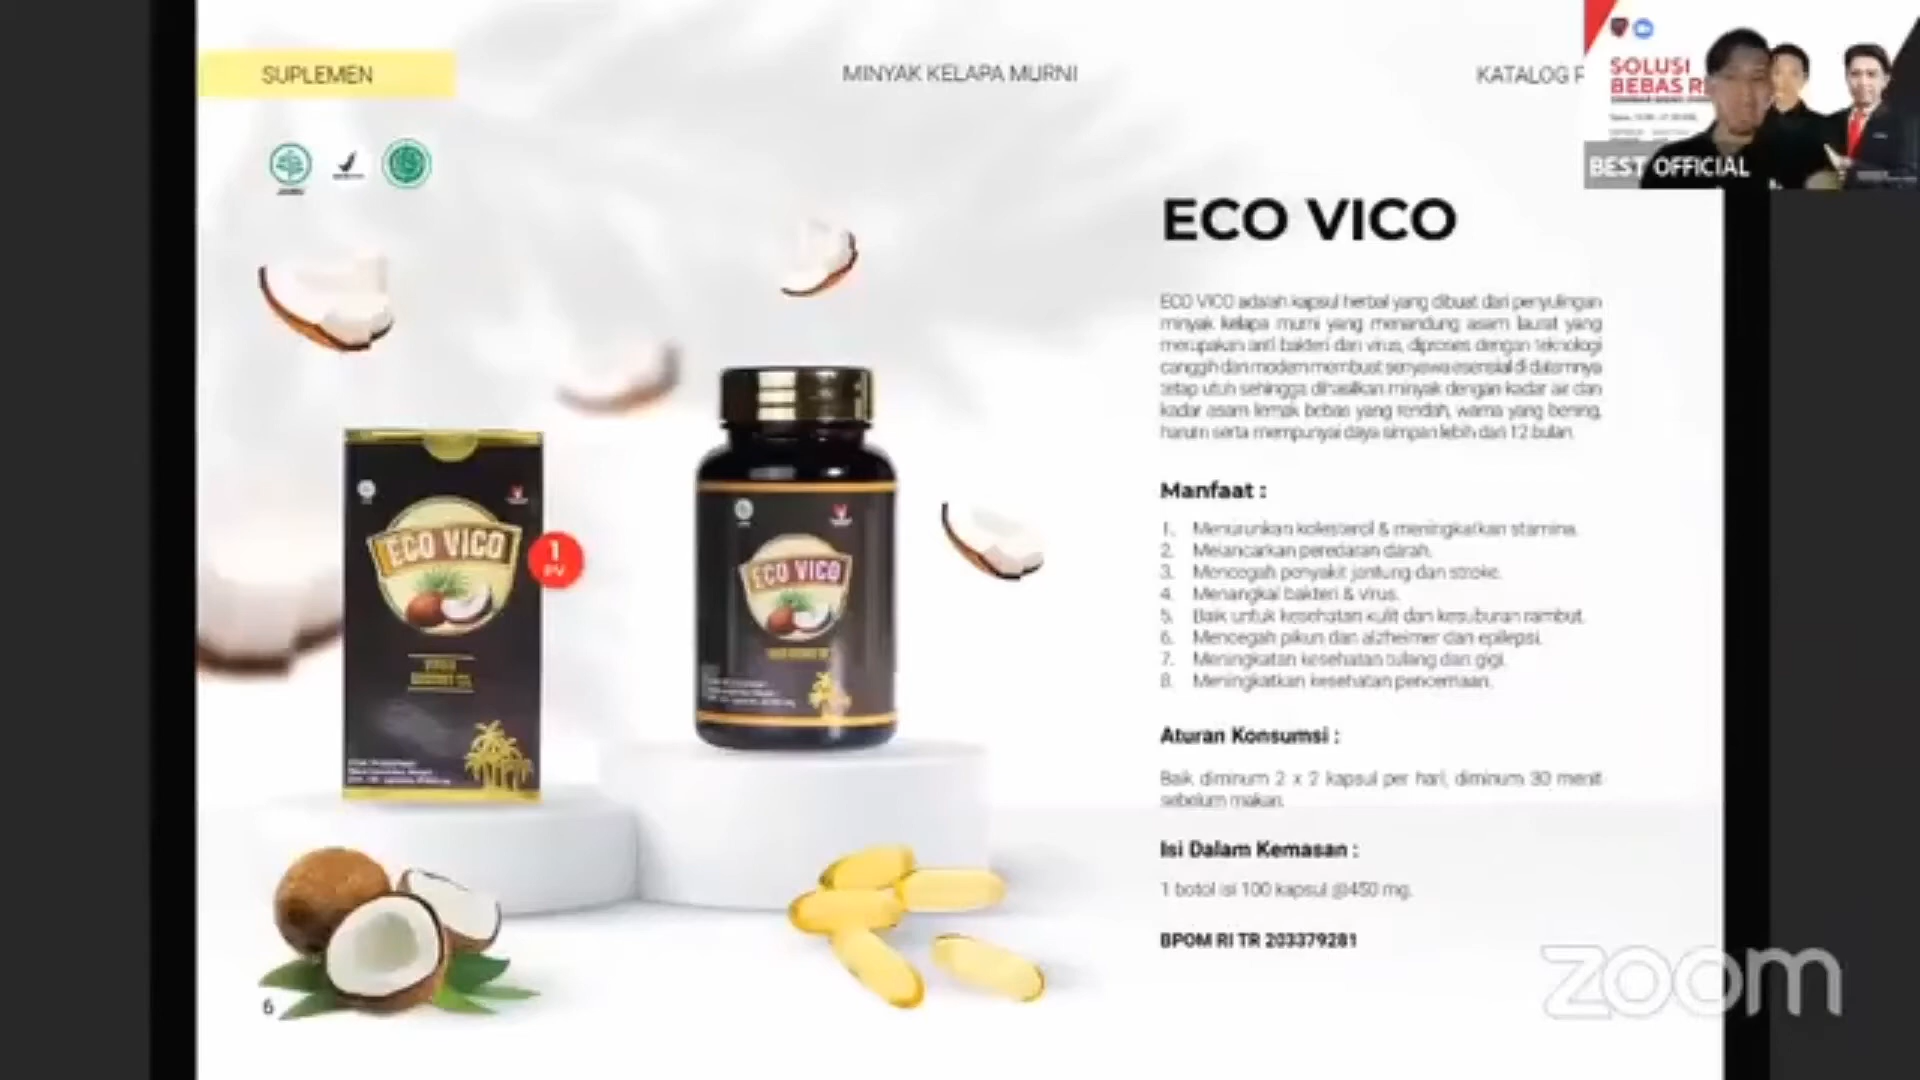 SUPLEMEN
MINYAK KELAPA MURNI
KATALOG P
SOLUSI
BEBAS R
BEST OFFICIAL
ECO VICO
ECO VICO adalah kapsul herbal yang dibuat dari penyulingan
minyak kelapa murni yang menandung asam laurat yang
merupakan anti bakteri dan virus, diproses dengan teknologi
canggih dan modern membuat senyawa esensial di dalamnya
tetap utuh sehingga dihasilkan minyak dengan kadar air dan
kadar asam lemak bebas yang rendah, warna yang bening,
harum serta mempunyai daya simpan lebih dari 12 bulan.
Manfaat :
1. Menurunkan kolesterol & meningkatkan stamina.
2. Melancarkan peredaran darah.
3. Mencegah penyakit jantung dan stroke.
4. Menangkal bakteri & virus.
5. Baik untuk kesehatan kulit dan kesuburan rambut.
6. Mencegah pikun dan alzheimer dan epilepsi.
7. Meningkatan kesehatan tulang dan gigi.
8. Meningkatkan kesehatan pencernaan.
Aturan Konsumsi :
Baik diminum 2 x 2 kapsul per hari, diminum 30 menit
sebelum makan.
Isi Dalam Kemasan :
1 botol isi 100 kapsul @450 mg.
BPOM RI TR 203379281
ECO VICO
1
PV
ECO VICO
6
zoom